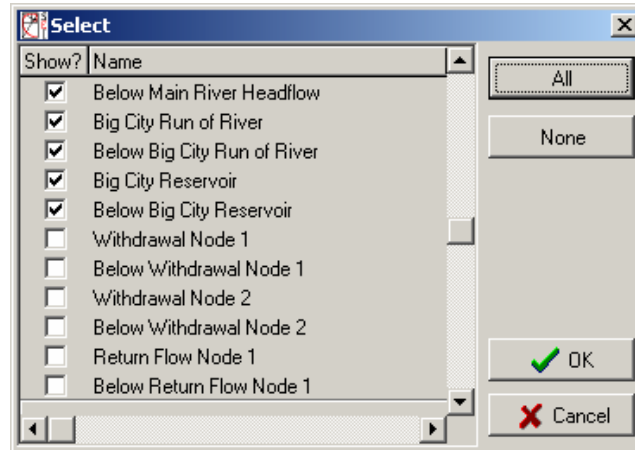 Select
Show? Name
All
Below Main River Headflow
Big City Run of River
None
Below Big City Run of River
Big City Reservoir
Below Big City Reservoir
Withdrawal Node 1
Below Withdrawal Node 1
Withdrawal Node 2
Below Withdrawal Node 2
Return Flow Node 1
OK
Below Return Flow Node 1
Cancel